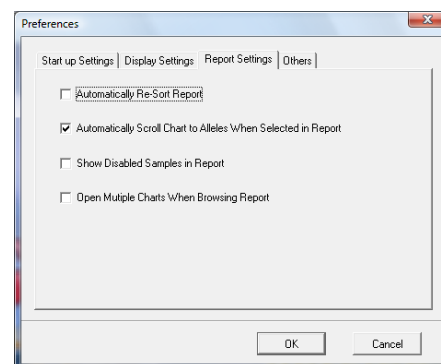 Preferences
Start up Settings Display Settings Report Settings Others
Automatically Re-Sort Report
Automatically Scroll Chart to Alleles When Selected in Report
Show Disabled Samples in Report
Open Mutiple Charts When Browsing Report
OK Cancel